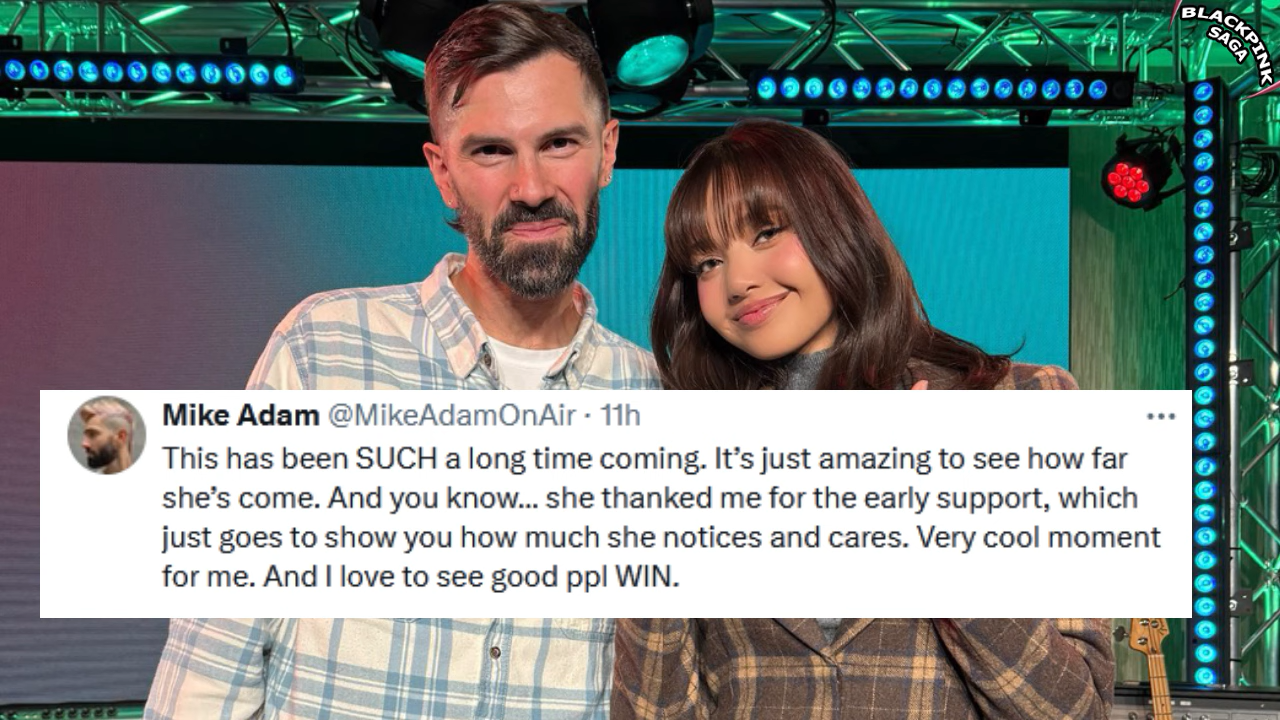 BLACKPINK
SAGA
Mike Adam @MikeAdamOnAir · 11h
This has been SUCH a long time coming. It’s just amazing to see how far
she’s come. And you know... she thanked me for the early support, which
just goes to show you how much she notices and cares. Very cool moment
for me. And I love to see good ppl WIN.